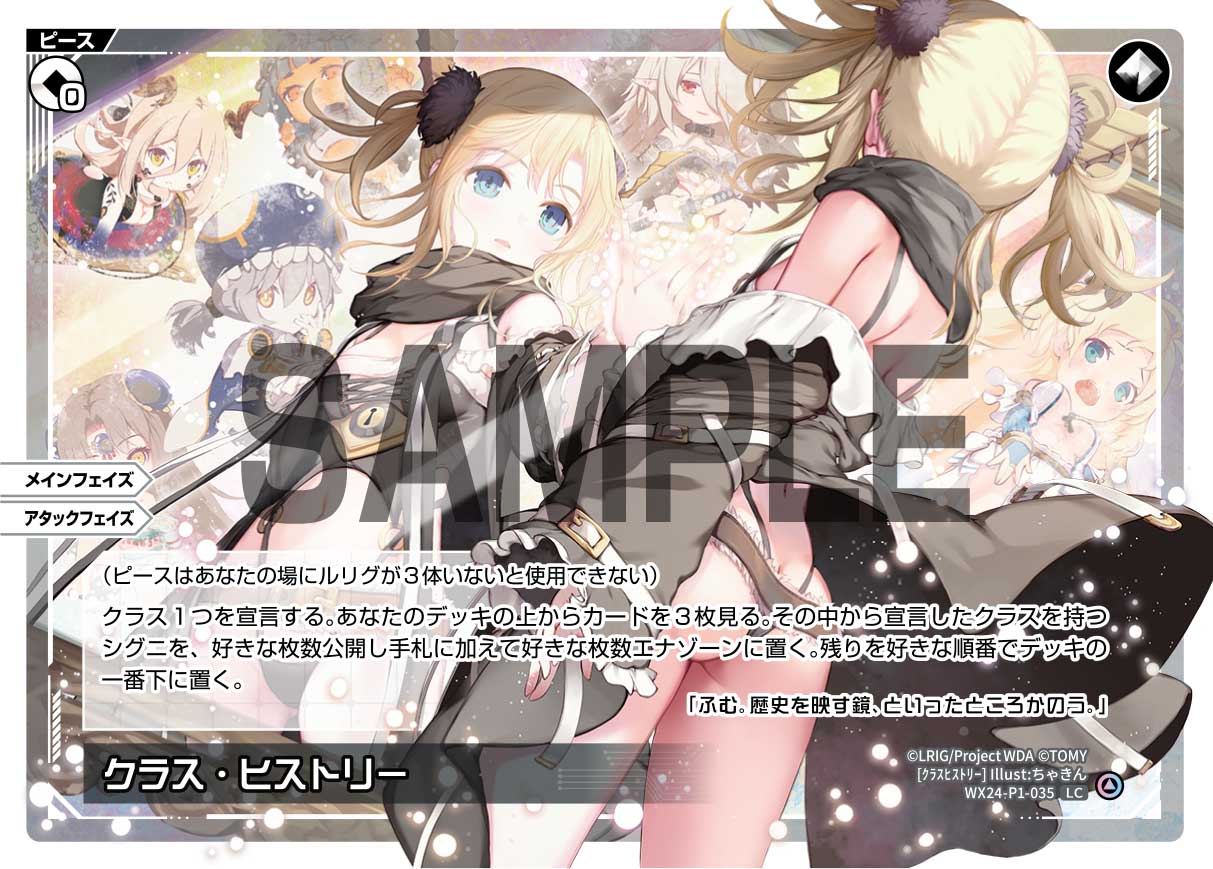 ピース
0
SAMPLE
メインフェイズ
アタックフェイズ
(ピースはあなたの場にルリグが3体いないと使用できない)
クラス1つを宣言する。あなたのデッキの上からカードを3枚見る。その中から宣言したクラスを持つ
シグニを、好きな枚数公開し手札に加えて好きな枚数エナゾーンに置く。残りを好きな順番でデッキの
一番下に置く。
「ふむ。歴史を映す鏡、といったところかのう。」
クラス・ヒストリー
©LRIG/Project WDA ©TOMY
[クラスヒストリー] Illust:ちゃきん
WX24-P1-035 LC